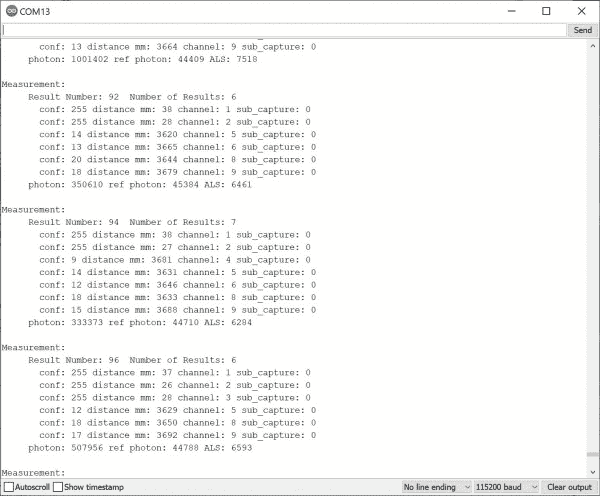 COM13
Send
conf: 13 distance mm: 3664 channel: 9 sub_capture: 0
photon: 1001402 ref photon: 44409 ALS: 7518
Measurement:
Result Number: 92  Number of Results: 6
conf: 255 distance mm: 38 channel: 1 sub_capture: 0
conf: 255 distance mm: 28 channel: 2 sub_capture: 0
conf: 14 distance mm: 3620 channel: 5 sub_capture: 0
conf: 13 distance mm: 3665 channel: 6 sub_capture: 0
conf: 20 distance mm: 3644 channel: 8 sub_capture: 0
conf: 18 distance mm: 3679 channel: 9 sub_capture: 0
photon: 350610 ref photon: 45384 ALS: 6461
Measurement:
Result Number: 94  Number of Results: 7
conf: 255 distance mm: 38 channel: 1 sub_capture: 0
conf: 255 distance mm: 27 channel: 2 sub_capture: 0
conf: 9 distance mm: 3681 channel: 4 sub_capture: 0
conf: 14 distance mm: 3631 channel: 5 sub_capture: 0
conf: 12 distance mm: 3646 channel: 6 sub_capture: 0
conf: 18 distance mm: 3633 channel: 8 sub_capture: 0
conf: 15 distance mm: 3688 channel: 9 sub_capture: 0
photon: 333373 ref photon: 44710 ALS: 6284
Measurement:
Result Number: 96  Number of Results: 6
conf: 255 distance mm: 37 channel: 1 sub_capture: 0
conf: 255 distance mm: 26 channel: 2 sub_capture: 0
conf: 255 distance mm: 28 channel: 3 sub_capture: 0
conf: 12 distance mm: 3629 channel: 5 sub_capture: 0
conf: 18 distance mm: 3650 channel: 8 sub_capture: 0
conf: 17 distance mm: 3692 channel: 9 sub_capture: 0
photon: 507956 ref photon: 44788 ALS: 6593
Measurement:
Autoscroll Show timestamp No line ending 115200 baud Clear output